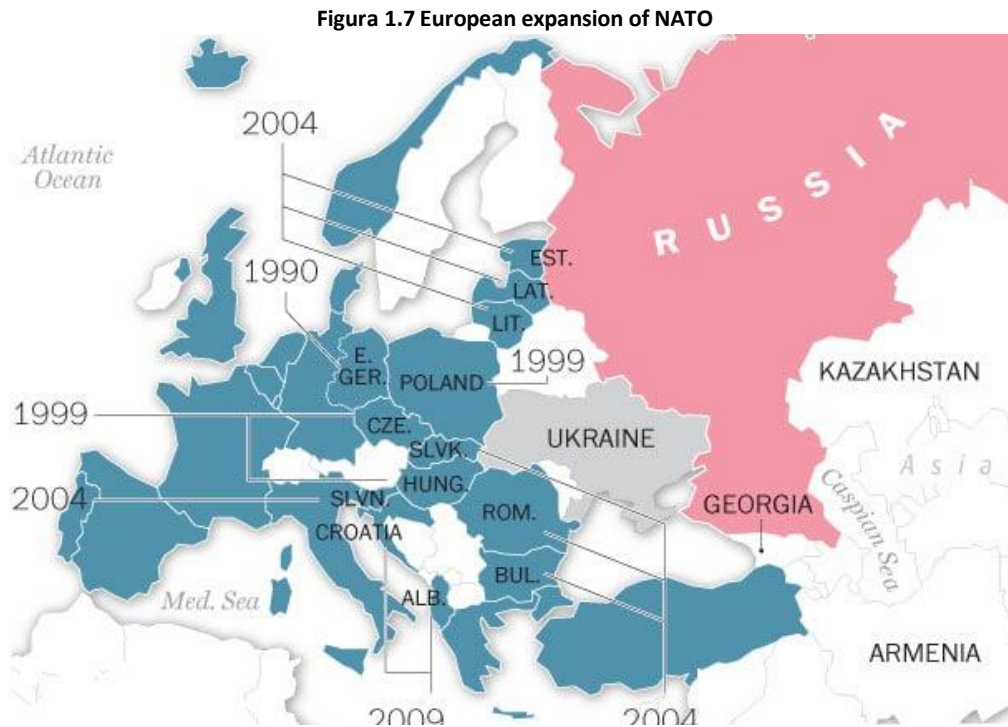 Figura 1.7 European expansion of NATO
2004
Atlantic
Ocean
RUSSIA
EST.
1990
LAT.
LIT.
E.
GER.
1999
KAZAKHSTAN
POLAND
1999
CZE.
UKRAINE
SLVK.
Asia
HUNG.
2004
SLVN.
GEORGIA
Caspian Sea
ROM.
CROATIA
BUL.
Med. Sea
ALB.
ARMENIA
2009
2004